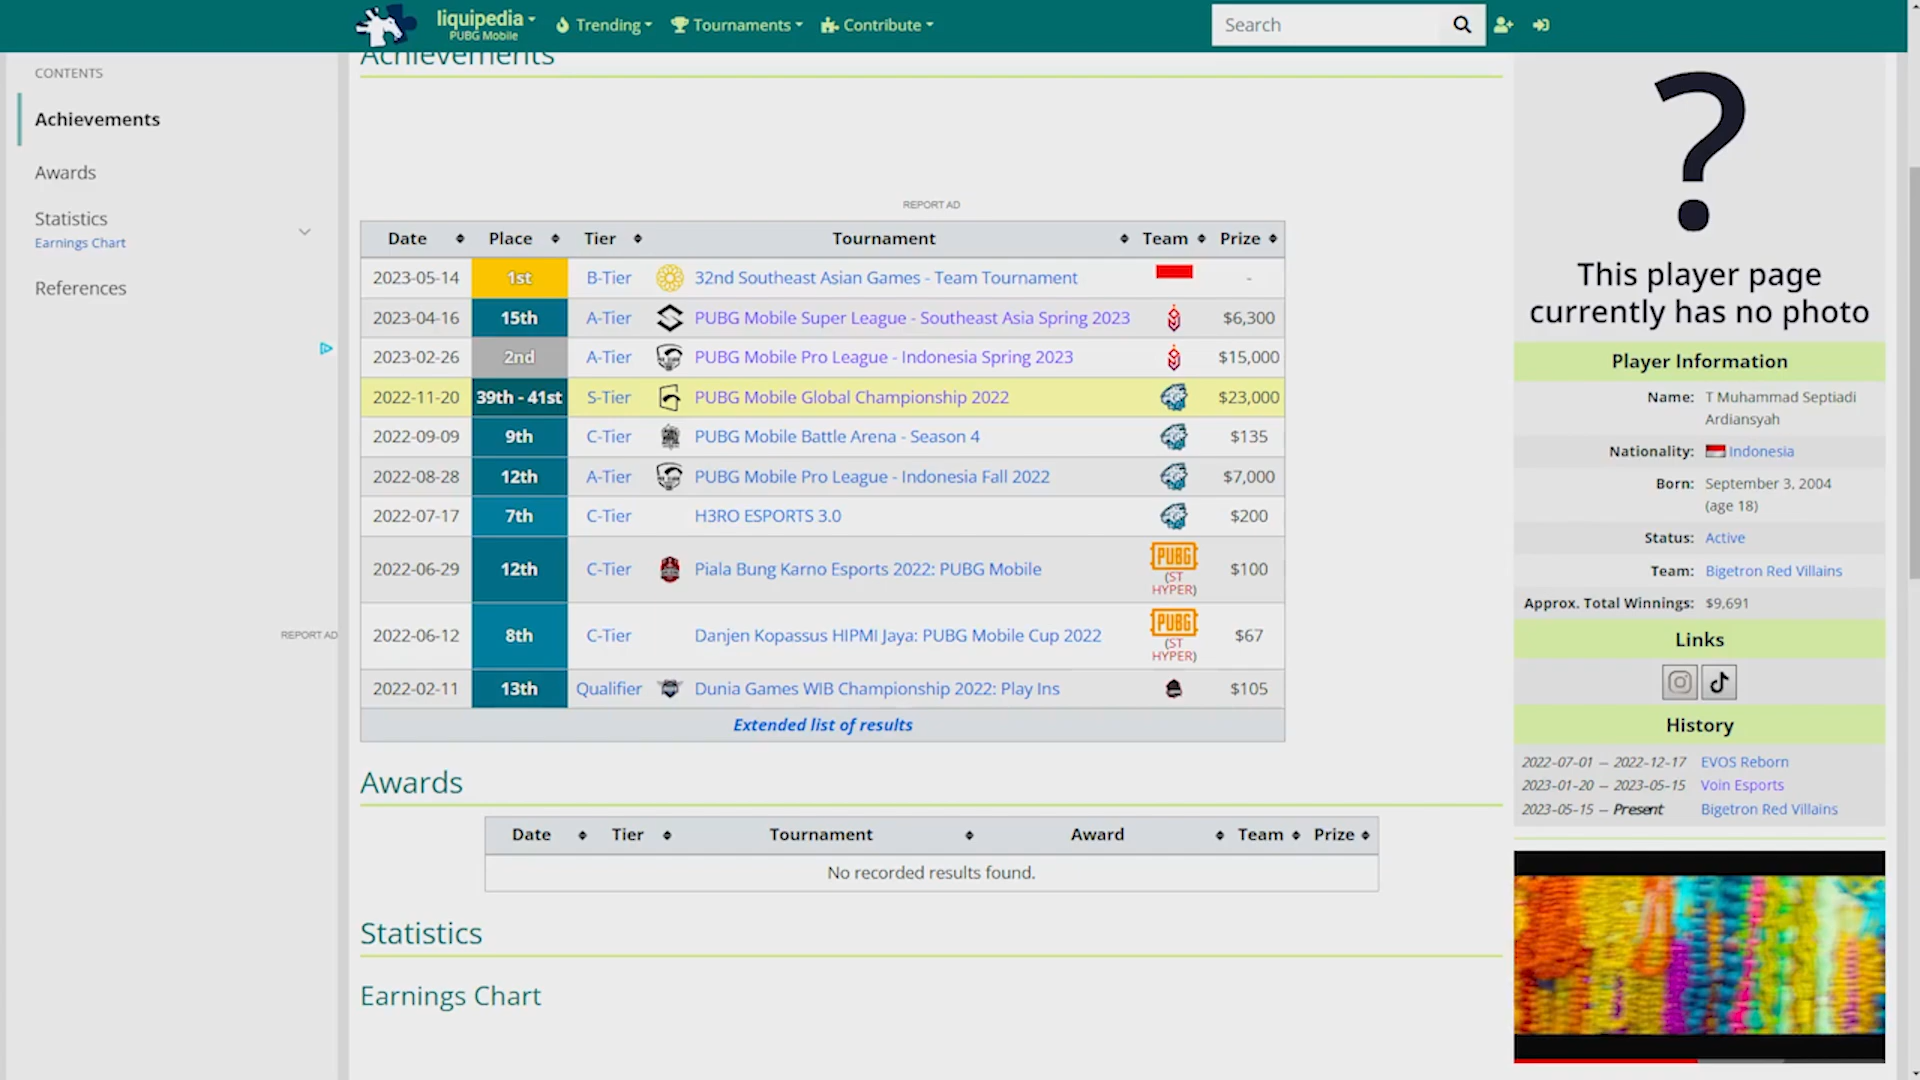 liquipedia
PUBG Mobile
Trending
Tournaments
Contribute
Search
CONTENTS
Achievements
Awards
Statistics
Earnings Chart
References
REPORT AD
Achievements
REPORT AD
Date Place Tier Tournament Team Prize
2023-05-14 1st B-Tier 32nd Southeast Asian Games - Team Tournament -
2023-04-16 15th A-Tier PUBG Mobile Super League - Southeast Asia Spring 2023 $6,300
2023-02-26 2nd A-Tier PUBG Mobile Pro League - Indonesia Spring 2023 $15,000
2022-11-20 39th - 41st S-Tier PUBG Mobile Global Championship 2022 $23,000
2022-09-09 9th C-Tier PUBG Mobile Battle Arena - Season 4 $135
2022-08-28 12th A-Tier PUBG Mobile Pro League - Indonesia Fall 2022 $7,000
2022-07-17 7th C-Tier H3RO ESPORTS 3.0 $200
2022-06-29 12th C-Tier Piala Bung Karno Esports 2022: PUBG Mobile PUBG (ST HYPER) $100
2022-06-12 8th C-Tier Danjen Kopassus HIPMI Jaya: PUBG Mobile Cup 2022 PUBG (ST HYPER) $67
2022-02-11 13th Qualifier Dunia Games WIB Championship 2022: Play Ins $105
Extended list of results
Awards
Date Tier Tournament Award Team Prize
No recorded results found.
Statistics
Earnings Chart
?
This player page
currently has no photo
Player Information
Name: T Muhammad Septiadi
Ardiansyah
Nationality: Indonesia
Born: September 3, 2004
(age 18)
Status: Active
Team: Bigetron Red Villains
Approx. Total Winnings: $9,691
Links
History
2022-07-01 — 2022-12-17 EVOS Reborn
2023-01-20 — 2023-05-15 Voin Esports
2023-05-15 — Present Bigetron Red Villains